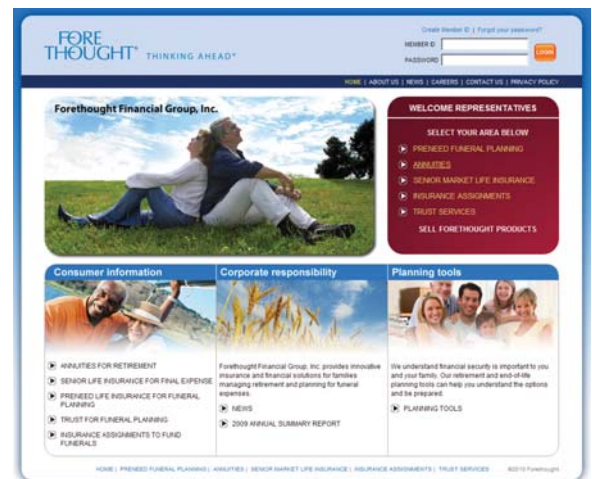 Create Member ID | Forgot your password?
FORE
THOUGHT® THINKING AHEAD®
MEMBER ID
PASSWORD
LOGIN
HOME | ABOUT US | NEWS | CAREERS | CONTACT US | PRIVACY POLICY
Forethought Financial Group, Inc.
WELCOME REPRESENTATIVES
SELECT YOUR AREA BELOW
PRENEED FUNERAL PLANNING
ANNUITIES
SENIOR MARKET LIFE INSURANCE
INSURANCE ASSIGNMENTS
TRUST SERVICES
SELL FORETHOUGHT PRODUCTS
Consumer information
ANNUITIES FOR RETIREMENT
SENIOR LIFE INSURANCE FOR FINAL EXPENSE
PRENEED LIFE INSURANCE FOR FUNERAL
PLANNING
TRUST FOR FUNERAL PLANNING
INSURANCE ASSIGNMENTS TO FUND
FUNERALS
Corporate responsibility
Forethought Financial Group, Inc. provides innovative
insurance and financial solutions for families
managing retirement and planning for funeral
expenses.
NEWS
2009 ANNUAL SUMMARY REPORT
Planning tools
We understand financial security is important to you
and your family. Our retirement and end-of-life
planning tools can help you understand the options
and be prepared.
PLANNING TOOLS
HOME | PRENEED FUNERAL PLANNING | ANNUITIES | SENIOR MARKET LIFE INSURANCE | INSURANCE ASSIGNMENTS | TRUST SERVICES ©2010 Forethought